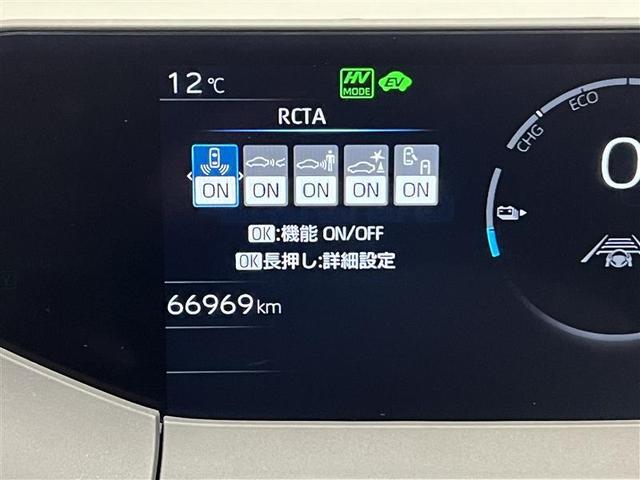 12℃
HV
MODE
EV
RCTA
ON ON ON ON ON
OK:機能 ON/OFF
OK長押し:詳細設定
66969km
CHG
ECO
0